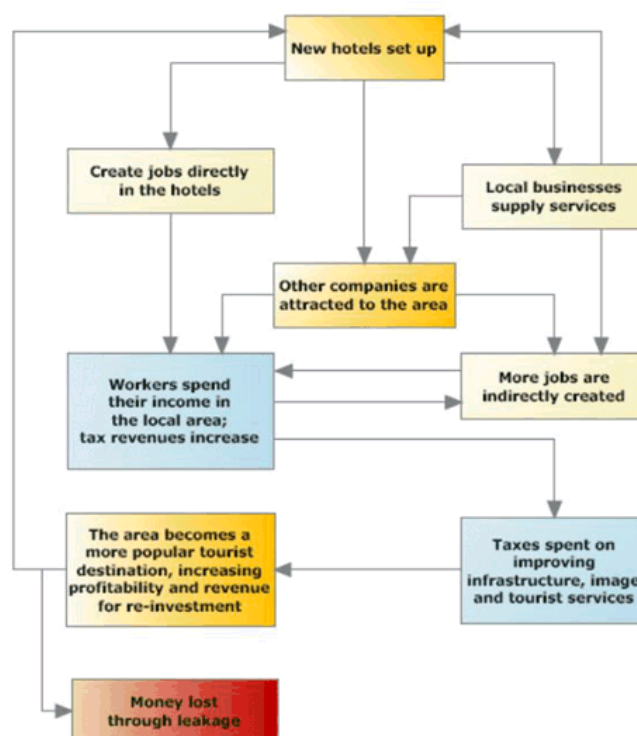 New hotels set up
Create jobs directly
in the hotels
Local businesses
supply services
Other companies are
attracted to the area
Workers spend
their income in
the local area;
tax revenues increase
More jobs are
indirectly created
The area becomes a
more popular tourist
destination, increasing
profitability and revenue
for re-investment
Taxes spent on
improving
infrastructure, image
and tourist services
Money lost
through leakage